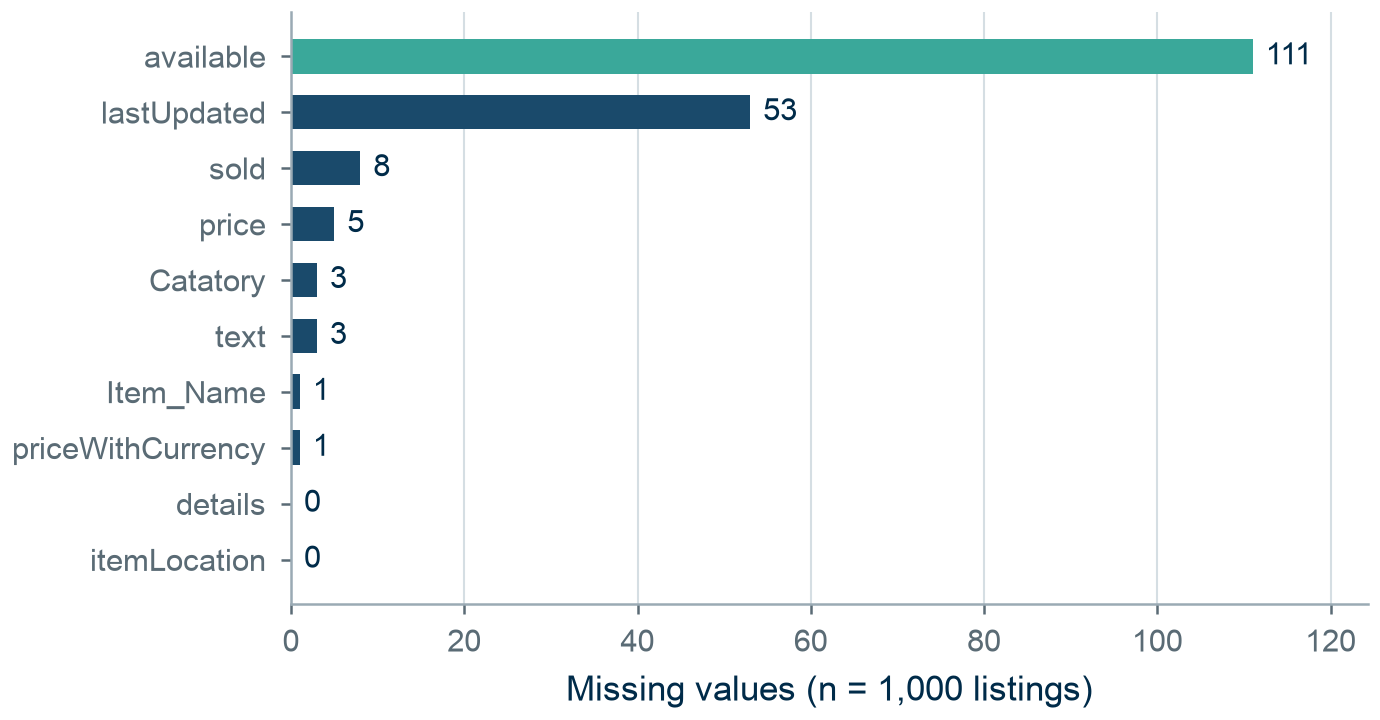 available 111
lastUpdated 53
sold 8
price 5
Catatory 3
text 3
Item_Name 1
priceWithCurrency 1
details 0
itemLocation 0
0 20 40 60 80 100 120
Missing values (n = 1,000 listings)